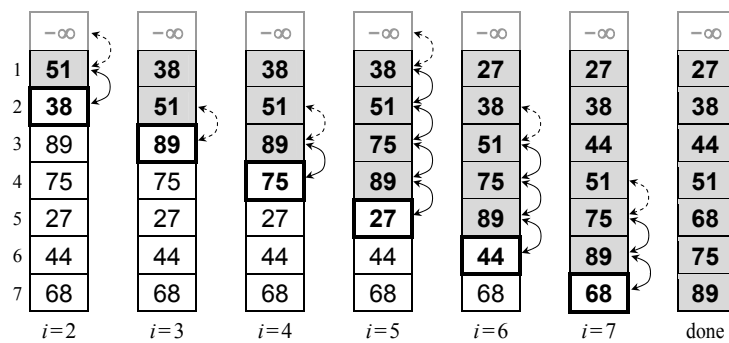 −∞ −∞ −∞ −∞ −∞ −∞ −∞
1 51 38 38 38 27 27 27
2 38 51 51 51 38 38 38
3 89 89 89 75 51 44 44
4 75 75 75 89 75 51 51
5 27 27 27 27 89 75 68
6 44 44 44 44 44 89 75
7 68 68 68 68 68 68 89
i=2 i=3 i=4 i=5 i=6 i=7 done